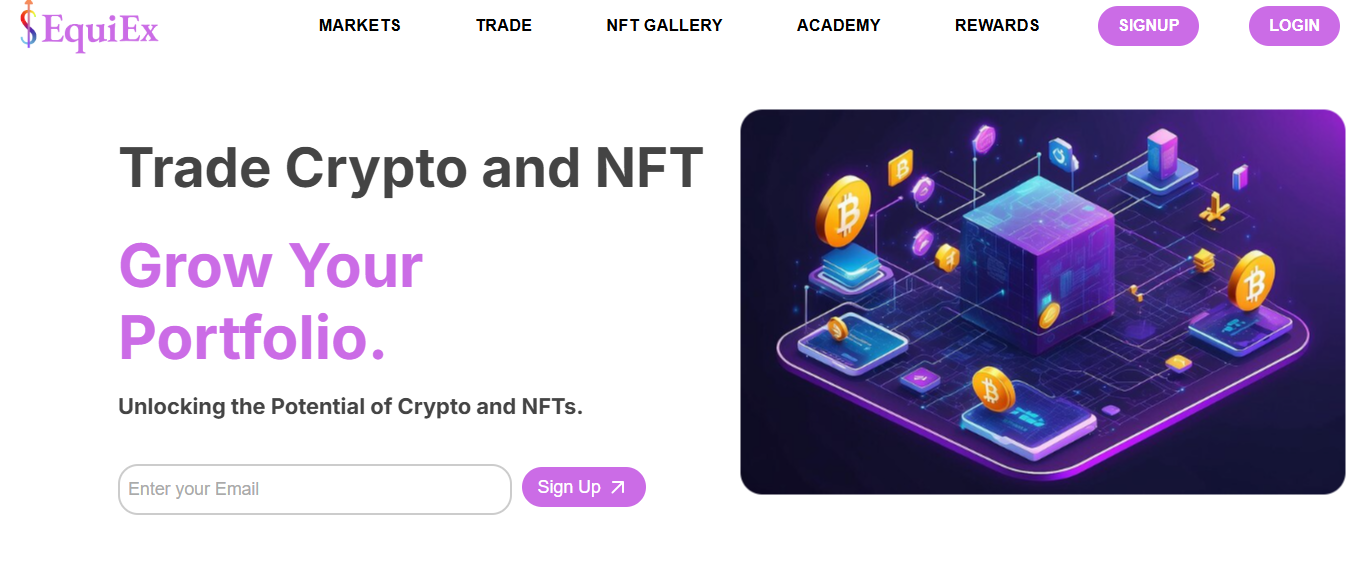 EquiEx
MARKETS
TRADE
NFT GALLERY
ACADEMY
REWARDS
SIGNUP
LOGIN
Trade Crypto and NFT
Grow Your
Portfolio.
Unlocking the Potential of Crypto and NFTs.
Enter your Email
Sign Up